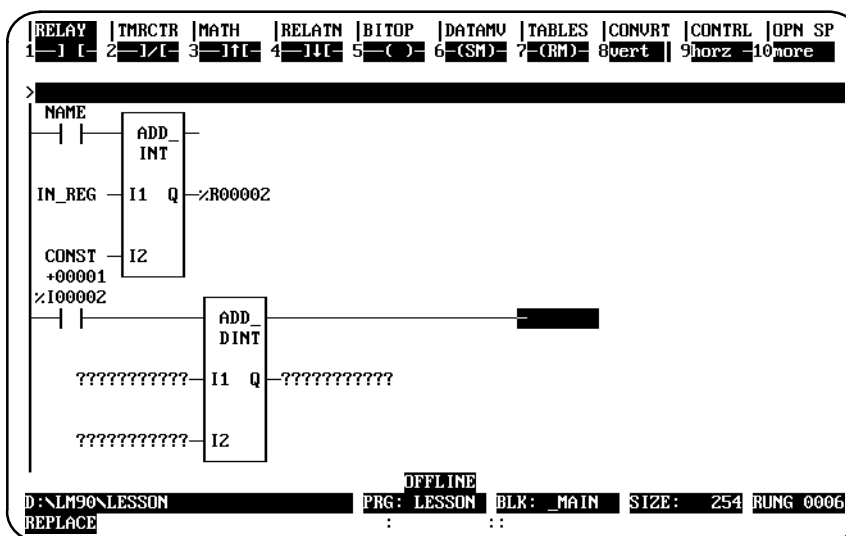 RELAY |TMRCTR |MATH |RELATN |BITOP |DATAMV |TABLES |CONVRT |CONTRL |OPN SP
1—] [— 2—]/[— 3—]↑[— 4—]↓[— 5—( )— 6—(SM)— 7—(RM)— 8vert | 9horz —10more
>
NAME
ADD_
INT
IN_REG I1 Q %R00002
CONST I2
+00001
%I00002
ADD_
DINT
??????????? I1 Q ???????????
??????????? I2
OFFLINE
D:\LM90\LESSON PRG: LESSON BLK: _MAIN SIZE: 254 RUNG 0006
REPLACE : ::